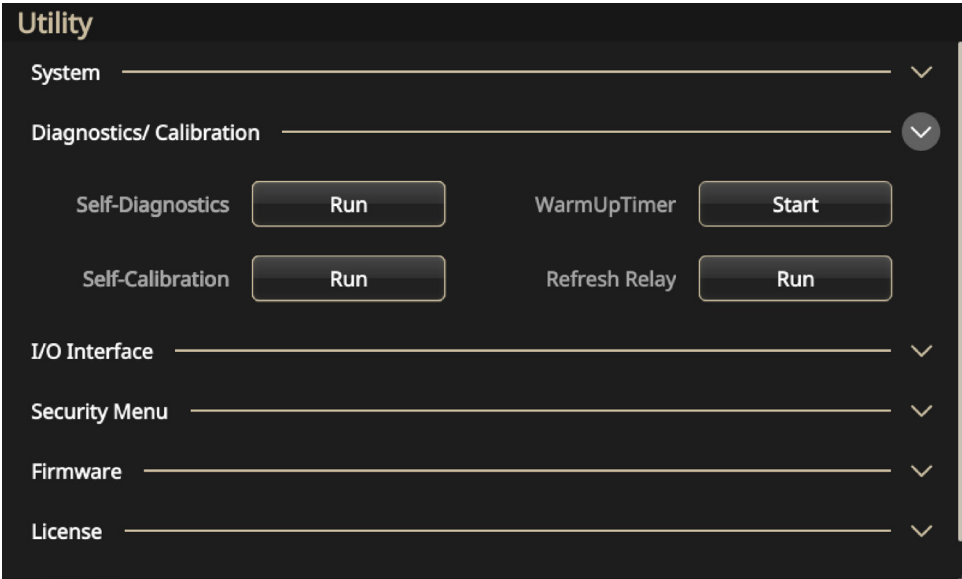 Utility
System
Diagnostics/ Calibration
Self-Diagnostics Run WarmUpTimer Start
Self-Calibration Run Refresh Relay Run
I/O Interface
Security Menu
Firmware
License